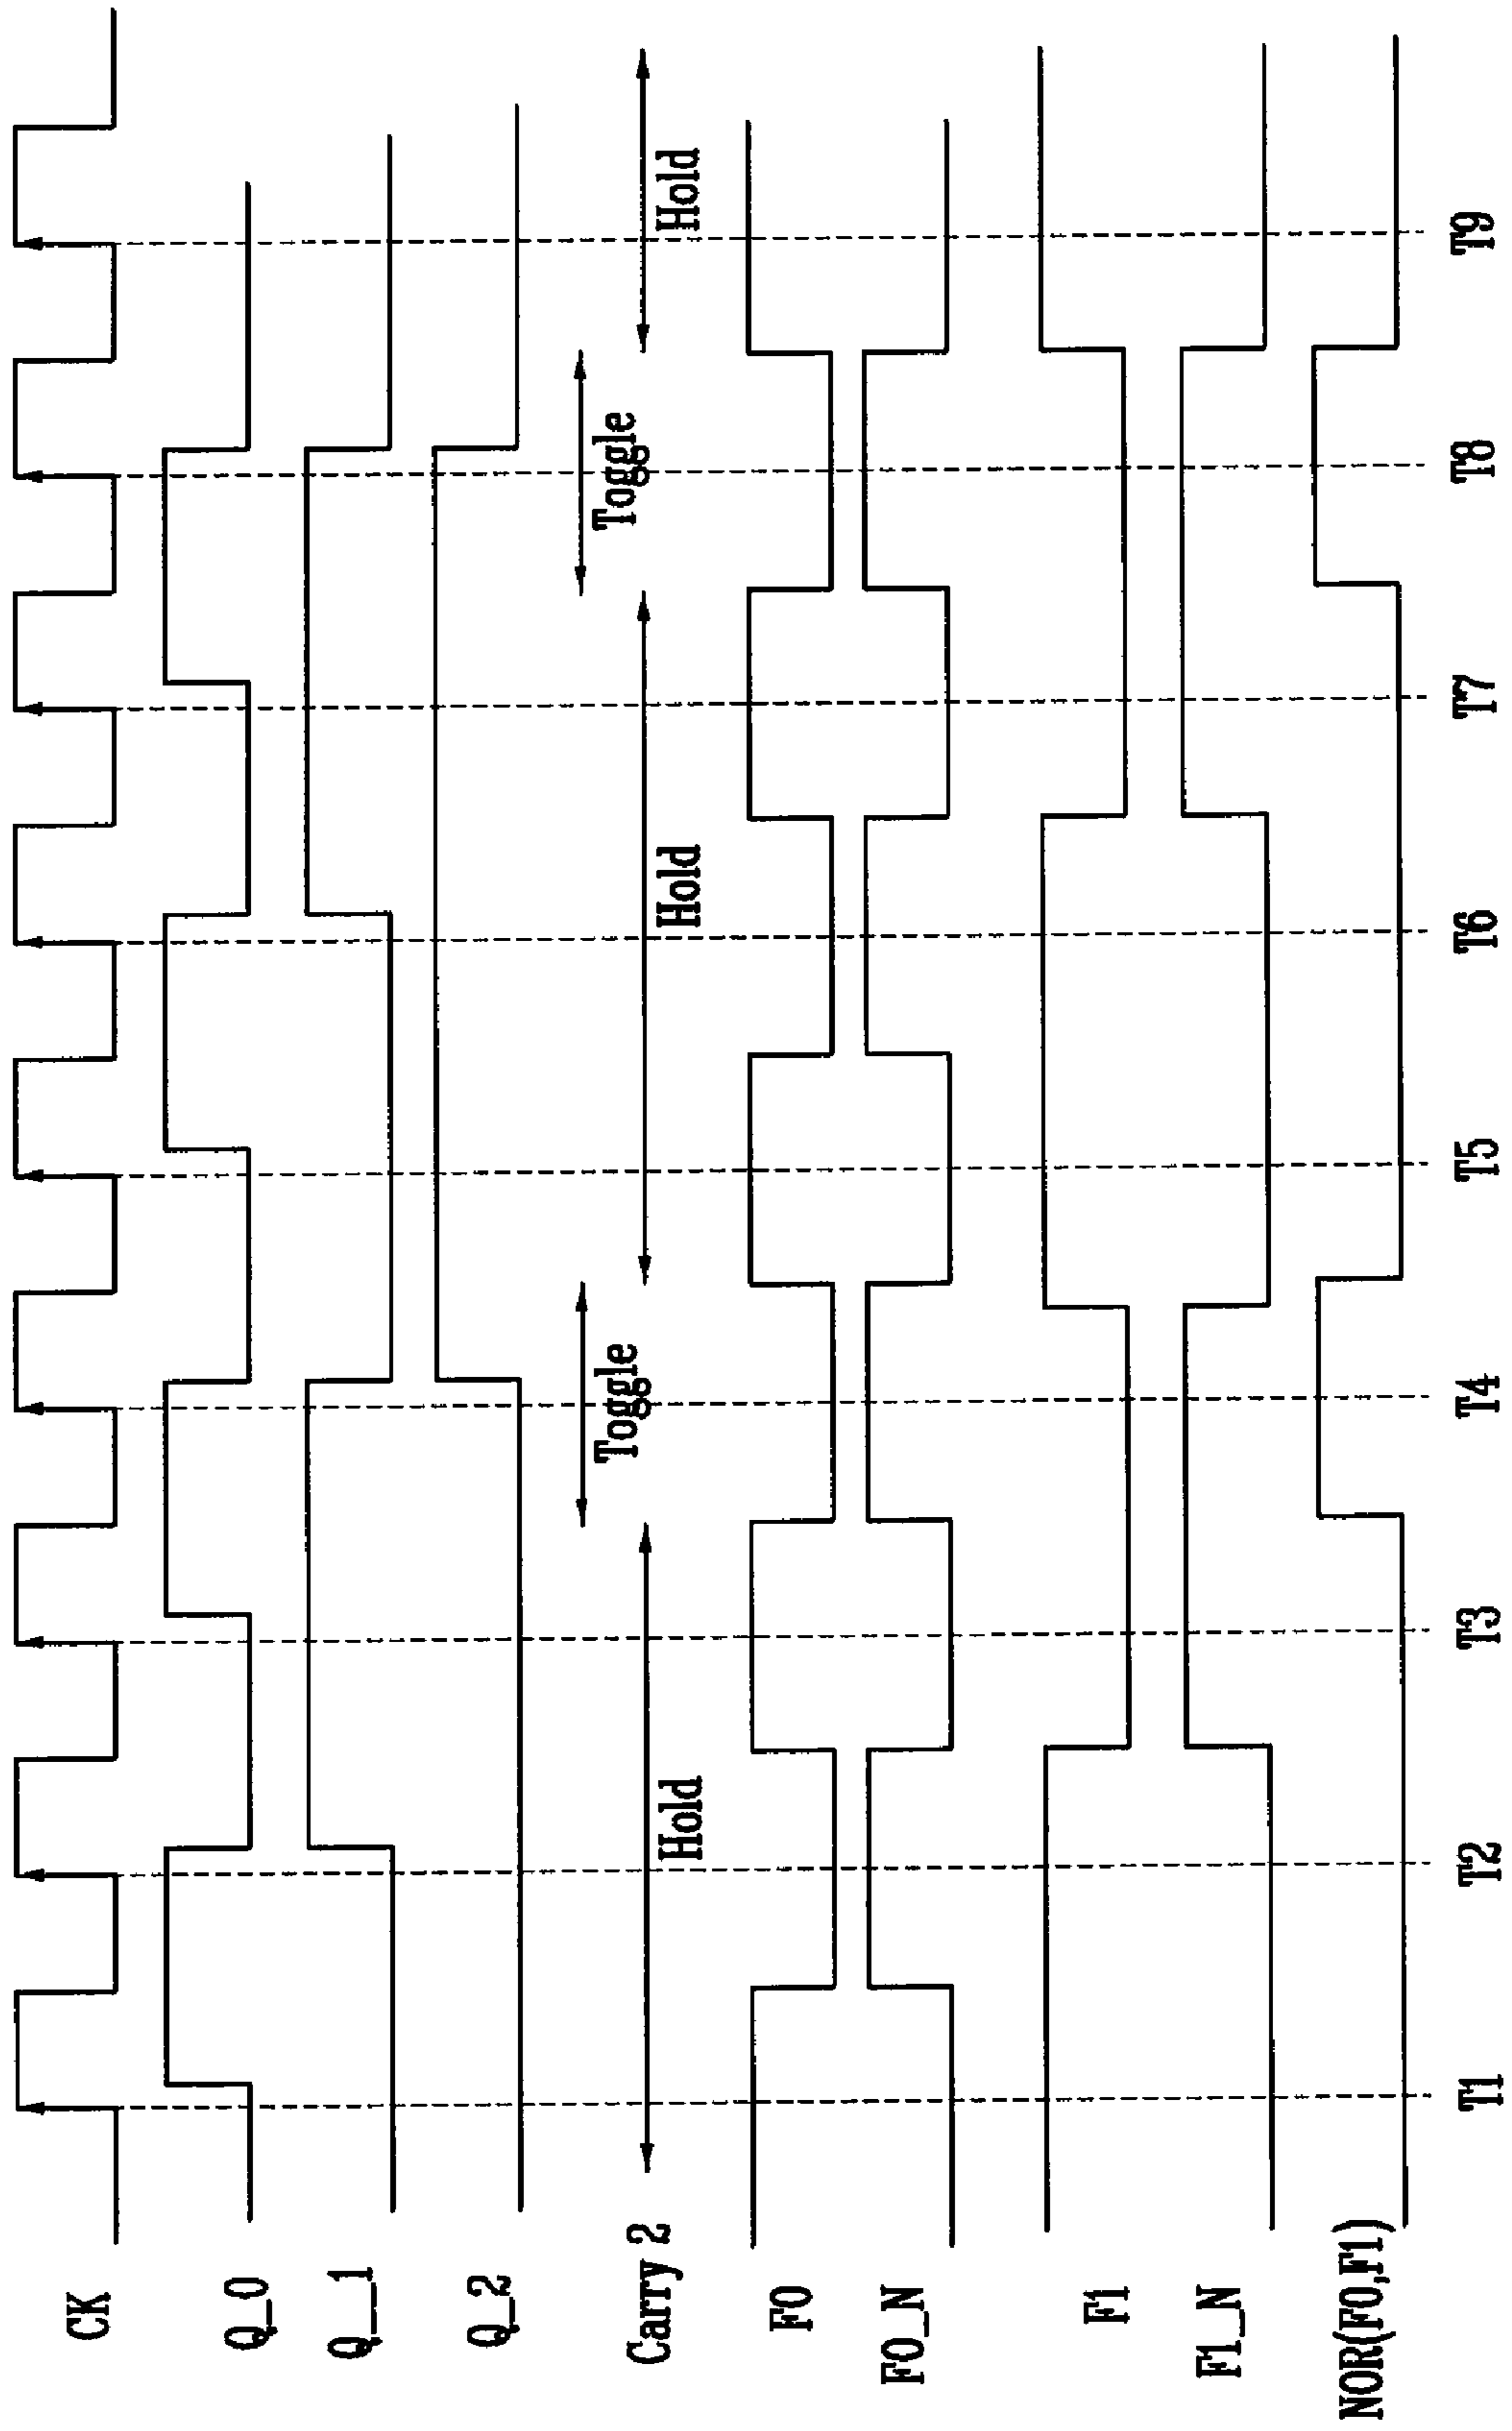 CK
Q_0
Q_1
Q_2
Toggle
Toggle
Carry 2
Hold
Hold
Hold
F0
F0_N
F1
F1_N
NOR(F0,F1)
T1
T2
T3
T4
T5
T6
T7
T8
T9